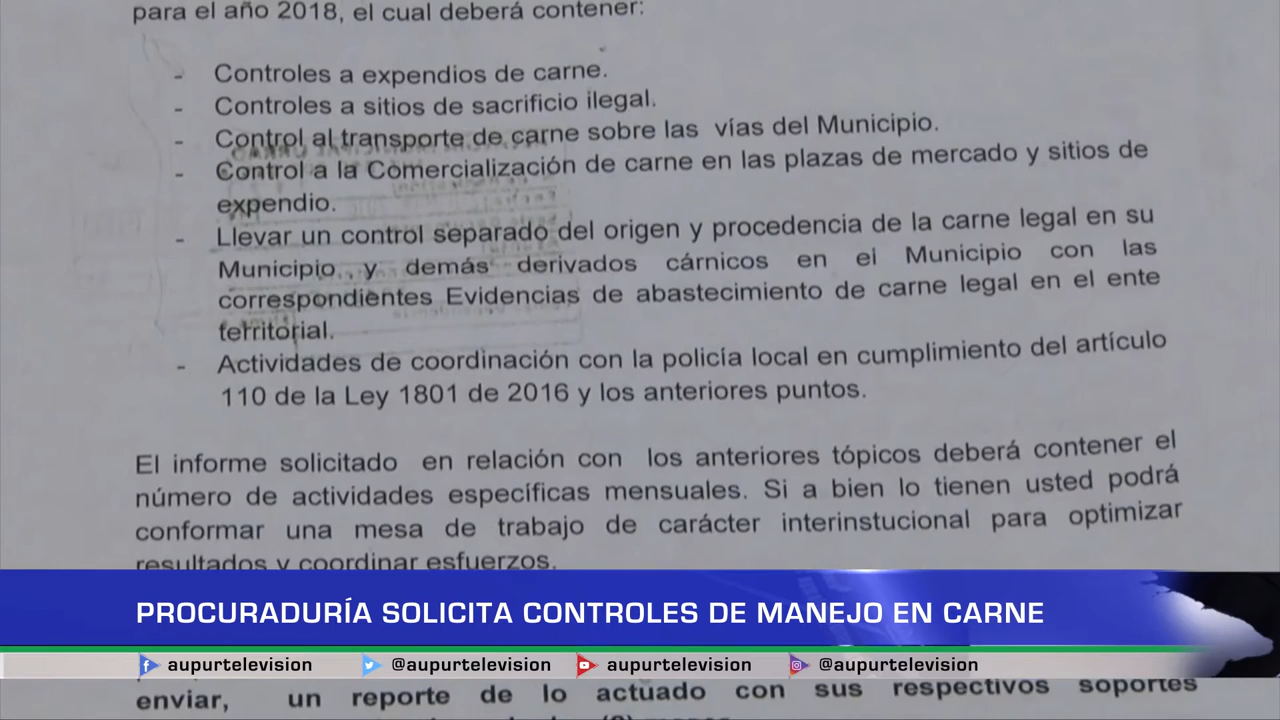 para el año 2018, el cual deberá contener:
- Controles a expendios de carne.
- Controles a sitios de sacrificio ilegal.
- Control al transporte de carne sobre las vías del Municipio.
- Control a la Comercialización de carne en las plazas de mercado y sitios de
expendio.
- Llevar un control separado del origen y procedencia de la carne legal en su
Municipio y demás derivados cárnicos en el Municipio con las
correspondientes Evidencias de abastecimiento de carne legal en el ente
territorial.
- Actividades de coordinación con la policía local en cumplimiento del artículo
110 de la Ley 1801 de 2016 y los anteriores puntos.
El informe solicitado en relación con los anteriores tópicos deberá contener el
número de actividades específicas mensuales. Si a bien lo tienen usted podrá
conformar una mesa de trabajo de carácter interinstucional para optimizar
resultados y coordinar esfuerzos.
PROCURADURÍA SOLICITA CONTROLES DE MANEJO EN CARNE
aupurtelevision @aupurtelevision aupurtelevision @aupurtelevision
enviar, un reporte de lo actuado con sus respectivos soportes